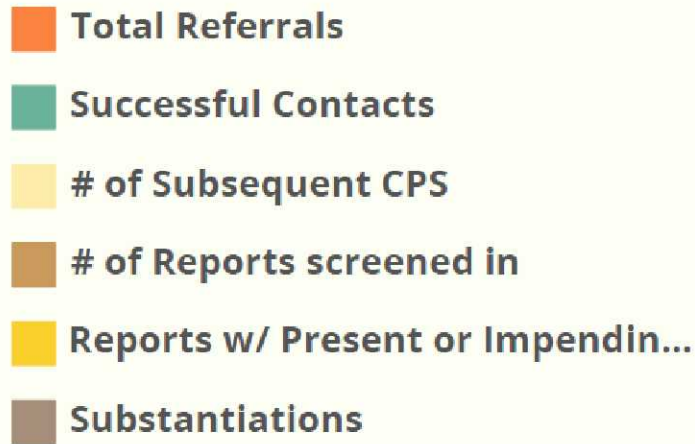 Total Referrals
Successful Contacts
# of Subsequent CPS
# of Reports screened in
Reports w/ Present or Impendin...
Substantiations